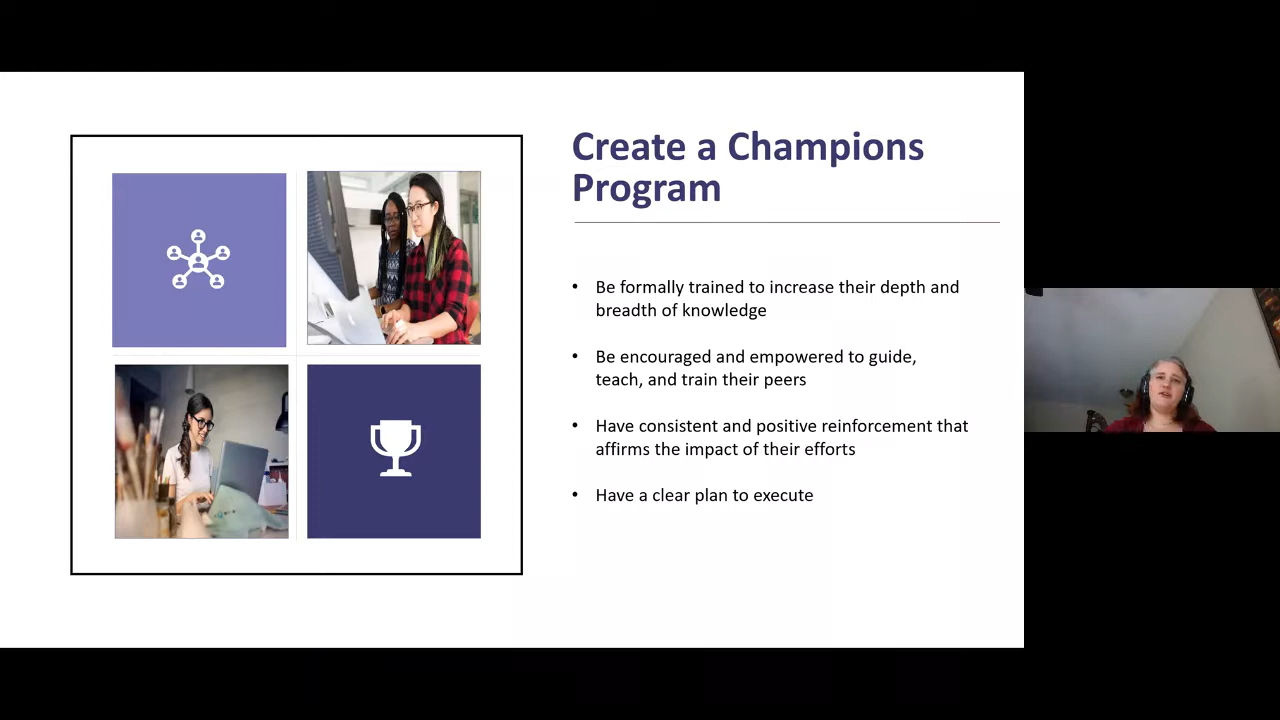 Create a Champions
Program
• Be formally trained to increase their depth and
breadth of knowledge
• Be encouraged and empowered to guide,
teach, and train their peers
• Have consistent and positive reinforcement that
affirms the impact of their efforts
• Have a clear plan to execute